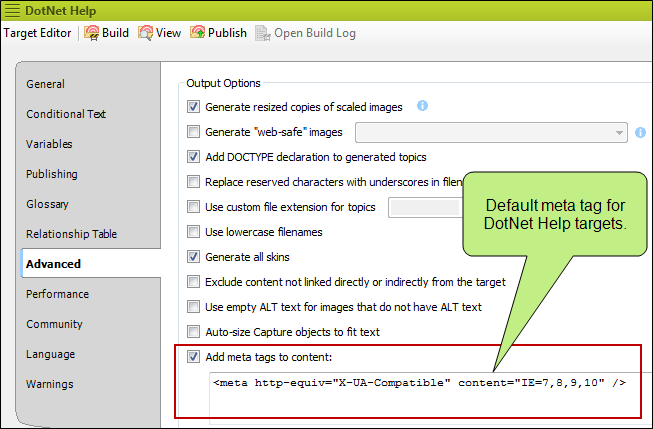 DotNet Help
Target Editor Build View Publish Open Build Log
General
Conditional Text
Variables
Publishing
Glossary
Relationship Table
Advanced
Performance
Community
Language
Warnings
Output Options
Generate resized copies of scaled images
Generate "web-safe" images
Add DOCTYPE declaration to generated topics
Replace reserved characters with underscores in
Use custom file extension for topics
Use lowercase filenames
Generate all skins
Exclude content not linked directly or indirectly from the target
Use empty ALT text for images that do not have ALT text
Auto-size Capture objects to fit text
Add meta tags to content:
<meta http-equiv="X-UA-Compatible" content="IE=7,8,9,10" />
Default meta tag for
DotNet Help targets.